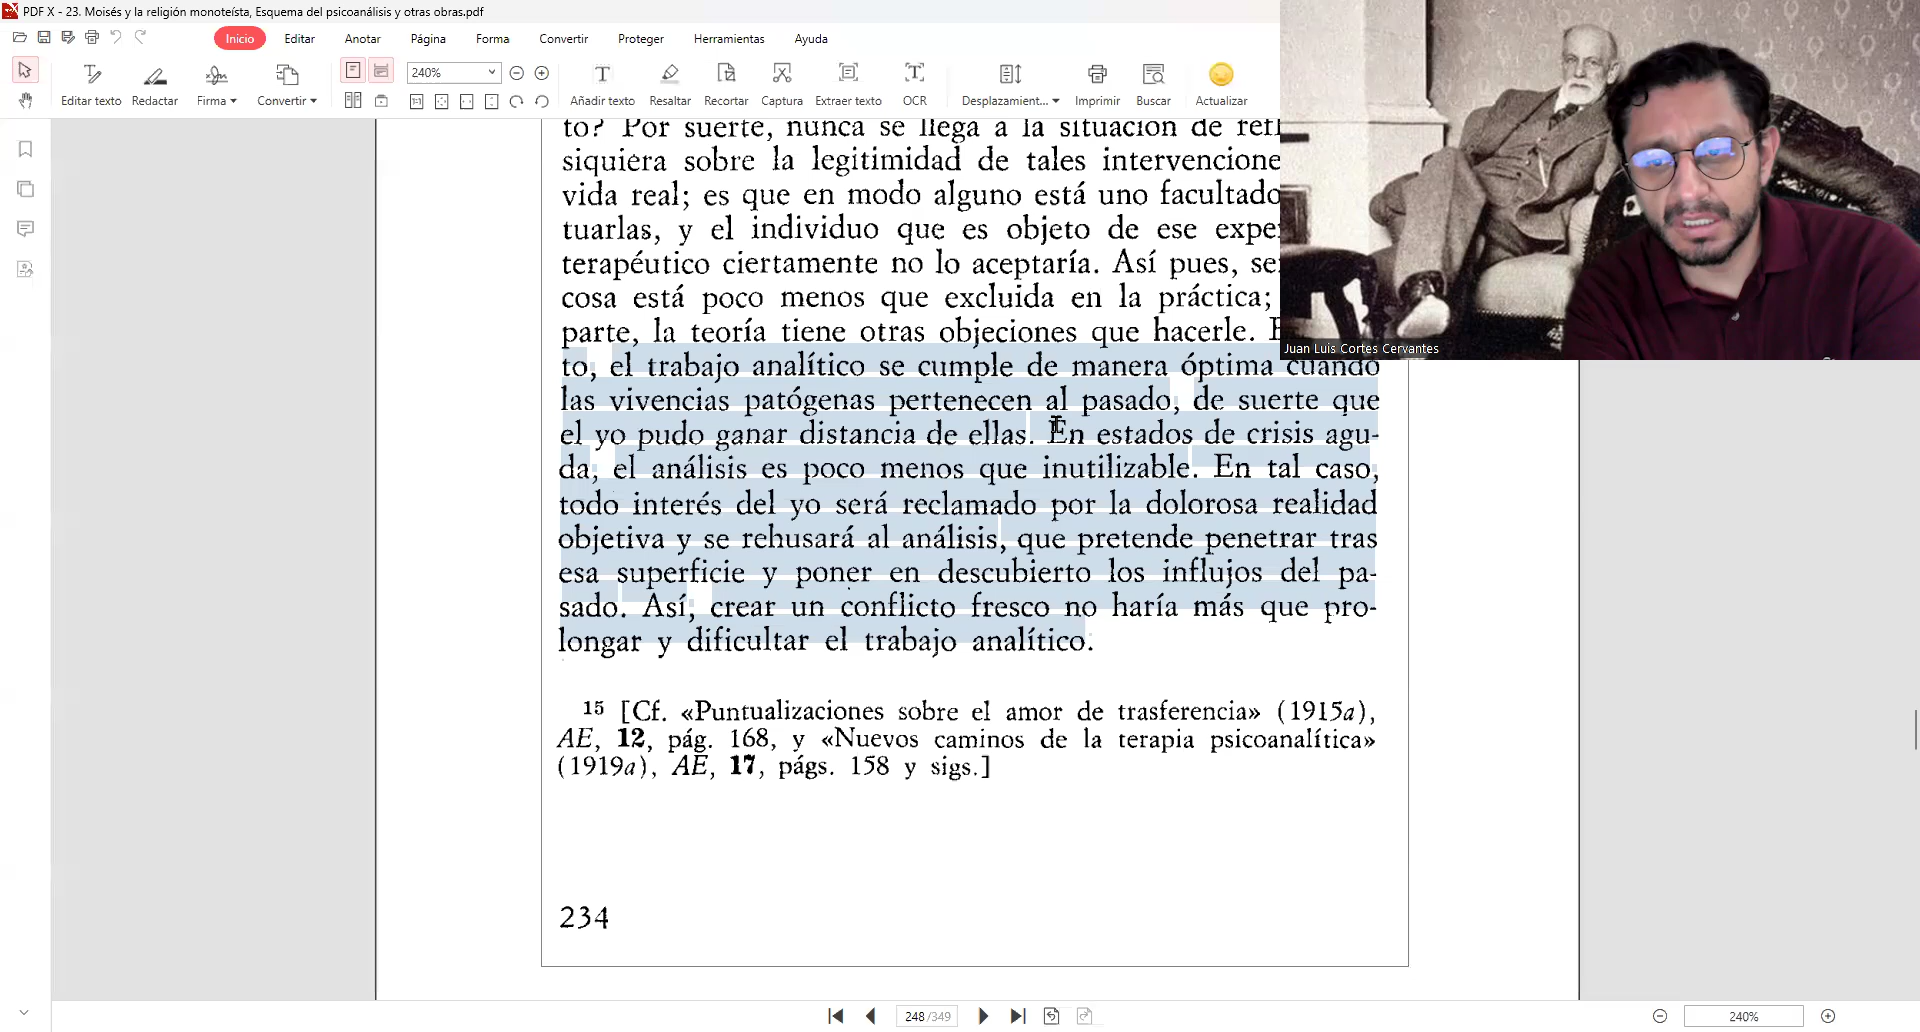 PDF X - 23. Moisés y la religión monoteísta, Esquema del psicoanálisis y otras obras.pdf
Inicio Editar Anotar Página Forma Convertir Proteger Herramientas Ayuda
240%
Editar texto Redactar Firma Convertir Añadir texto Resaltar Recortar Captura Extraer texto OCR Desplazamient... Imprimir Buscar Actualizar
to? Por suerte, nunca se llega a la situación de
siquiera sobre la legitimidad de tales
vida real; es que en modo alguno está uno
tuarlas, y el individuo que es objeto de ese
terapéutico ciertamente no lo aceptaría. Así pues,
cosa está poco menos que excluida en la práctica;
parte, la teoría tiene otras objeciones que hacerle.
to, el trabajo analítico se cumple de manera óptima cuando
las vivencias patógenas pertenecen al pasado, de suerte que
el yo pudo ganar distancia de ellas. En estados de crisis agu-
da, el análisis es poco menos que inutilizable. En tal caso,
todo interés del yo será reclamado por la dolorosa realidad
objetiva y se rehusará al análisis, que pretende penetrar tras
esa superficie y poner en descubierto los influjos del pa-
sado. Así, crear un conflicto fresco no haría más que pro-
longar y dificultar el trabajo analítico.
15 [Cf. «Puntualizaciones sobre el amor de trasferencia» (1915a),
AE, 12, pág. 168, y «Nuevos caminos de la terapia psicoanalítica»
(1919a), AE, 17, págs. 158 y sigs.]
234
Juan Luis Cortes Cervantes
248/349
240%